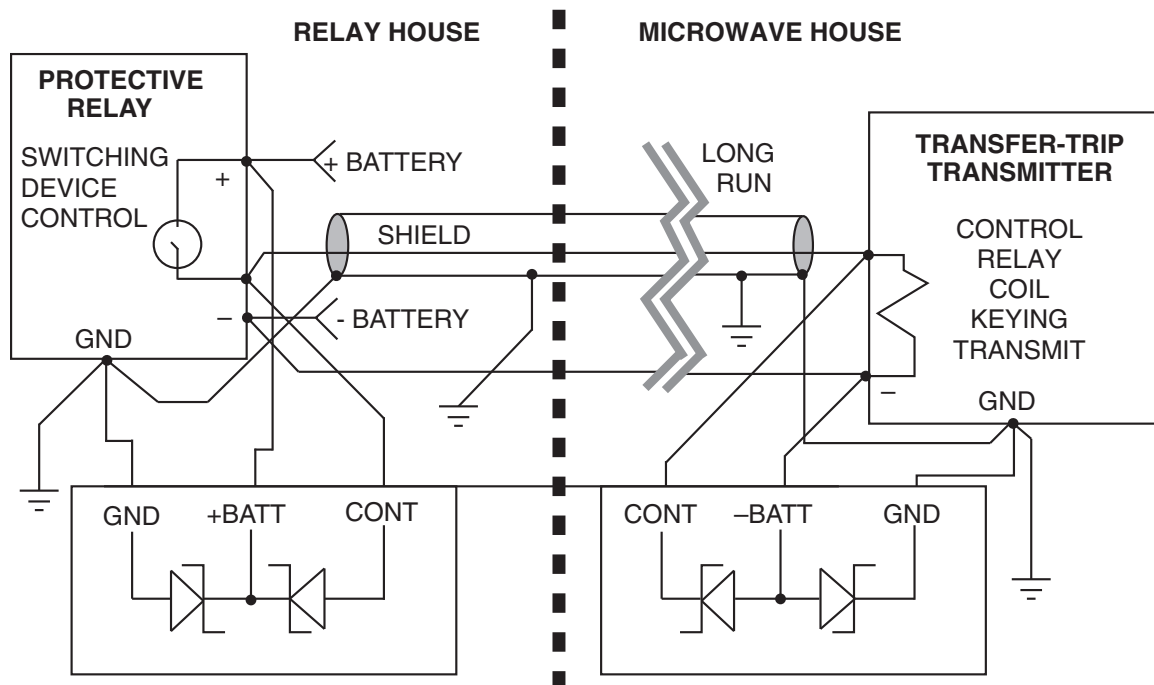 RELAY HOUSE
MICROWAVE HOUSE
PROTECTIVE
RELAY
SWITCHING
DEVICE
CONTROL
+
+ BATTERY
SHIELD
–
- BATTERY
GND
LONG
RUN
TRANSFER-TRIP
TRANSMITTER
CONTROL
RELAY
COIL
KEYING
TRANSMIT
–
GND
GND
+BATT
CONT
CONT
–BATT
GND